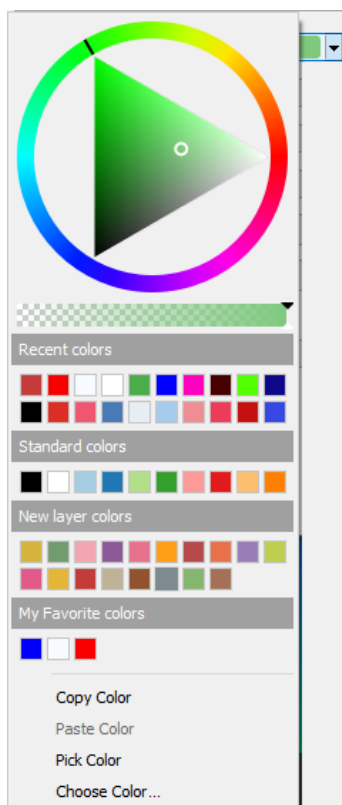 Recent colors
Standard colors
New layer colors
My Favorite colors
Copy Color
Paste Color
Pick Color
Choose Color...